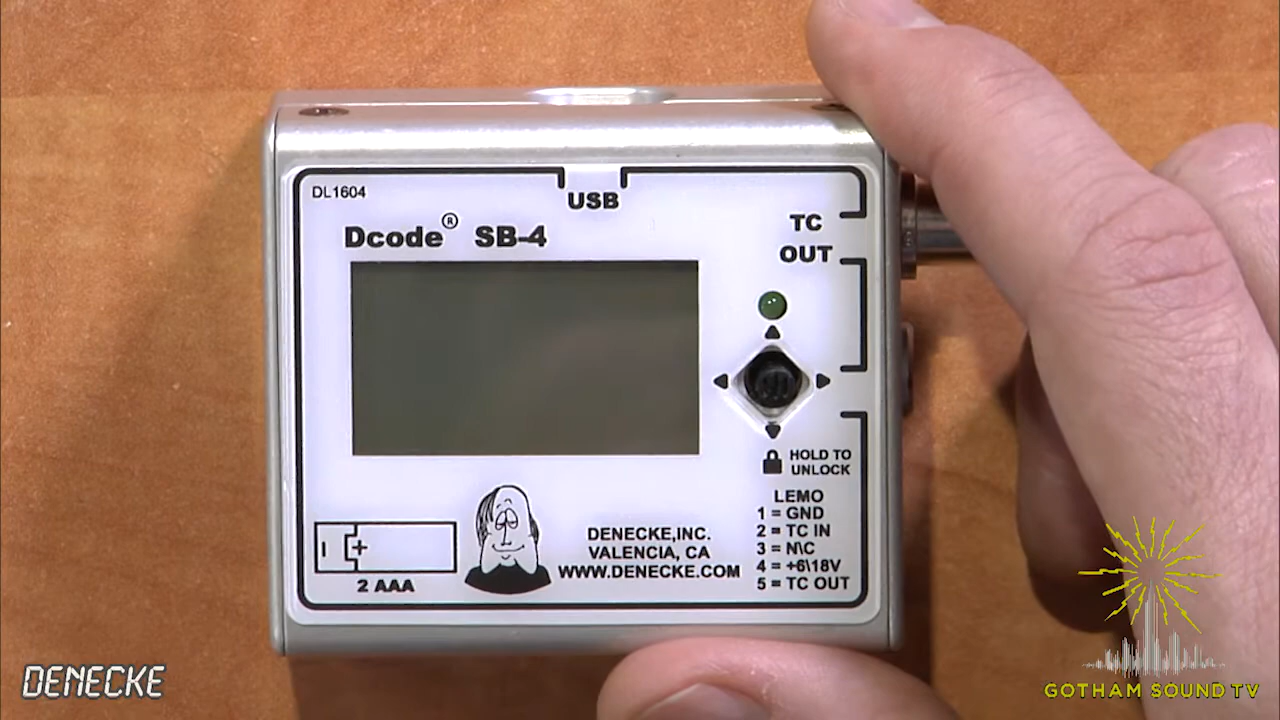 DL1604
USB
Dcode® SB-4
TC
OUT
HOLD TO
UNLOCK
LEMO
1 = GND
2 = TC IN
3 = N\C
4 = +6\18V
5 = TC OUT
DENECKE,INC.
VALENCIA, CA
WWW.DENECKE.COM
2 AAA
DENECKE
GOTHAM SOUND TV